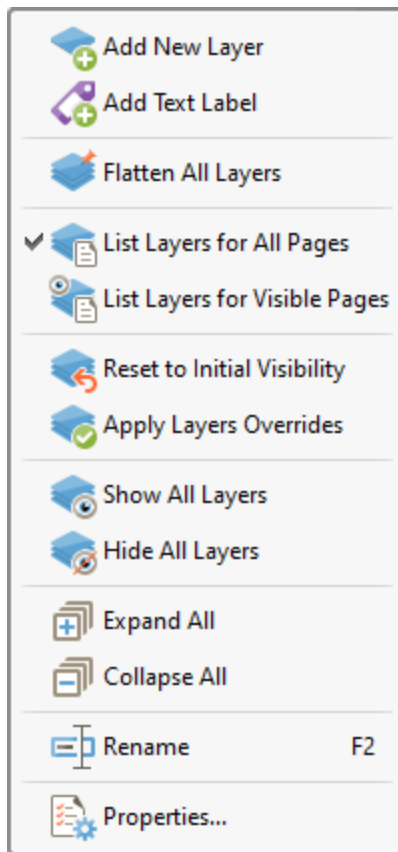 Add New Layer
Add Text Label
Flatten All Layers
List Layers for All Pages
List Layers for Visible Pages
Reset to Initial Visibility
Apply Layers Overrides
Show All Layers
Hide All Layers
Expand All
Collapse All
Rename F2
Properties...